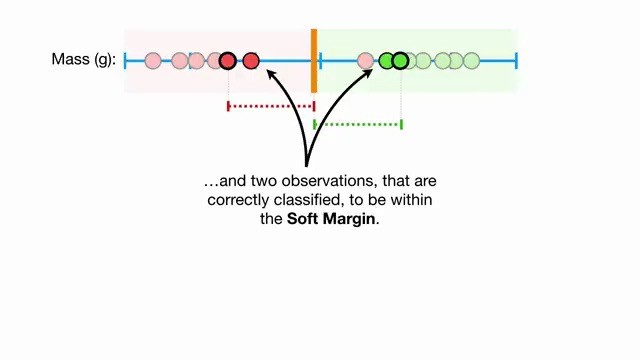 Mass (g):
…and two observations, that are
correctly classified, to be within
the Soft Margin.